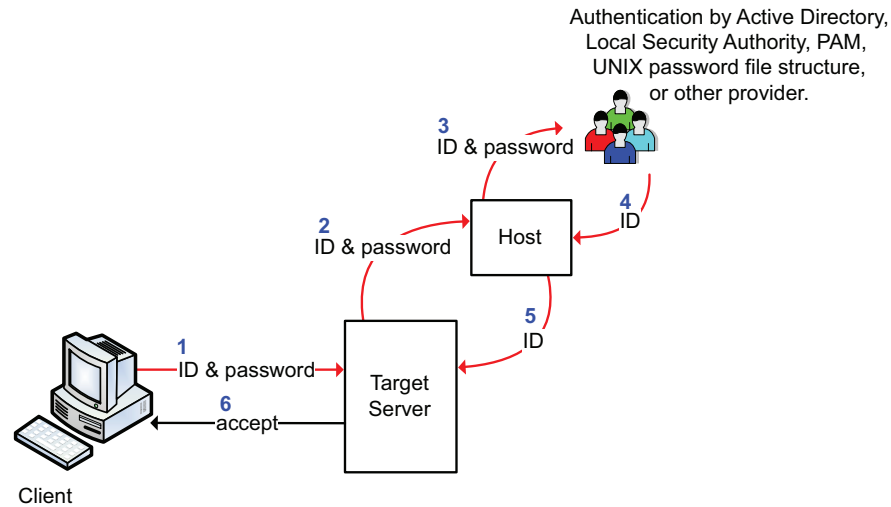 Authentication by Active Directory,
Local Security Authority, PAM,
UNIX password file structure,
or other provider.
3
ID & password
4
ID
2
ID & password
Host
5
ID
1
ID & password
Target
Server
6
accept
Client